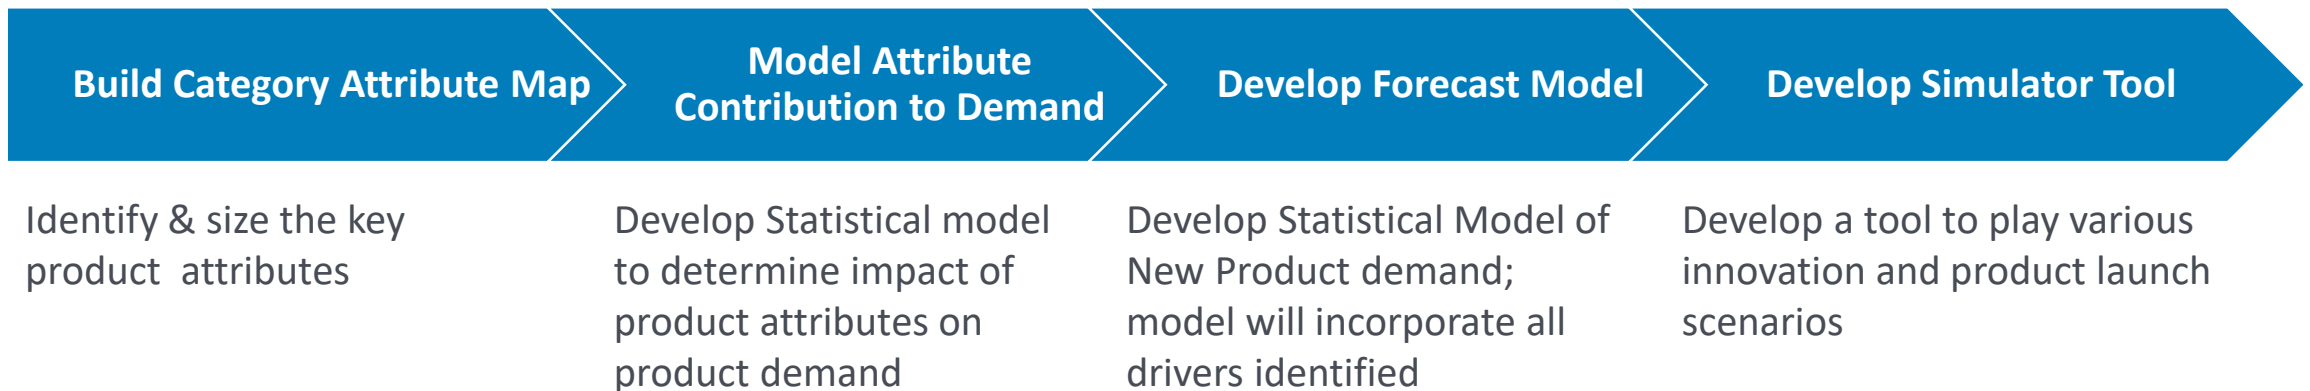 Build Category Attribute Map
Model Attribute
Contribution to Demand
Develop Forecast Model
Develop Simulator Tool
Identify & size the key
product  attributes
Develop Statistical model
to determine impact of
product attributes on
product demand
Develop Statistical Model of
New Product demand;
model will incorporate all
drivers identified
Develop a tool to play various
innovation and product launch
scenarios